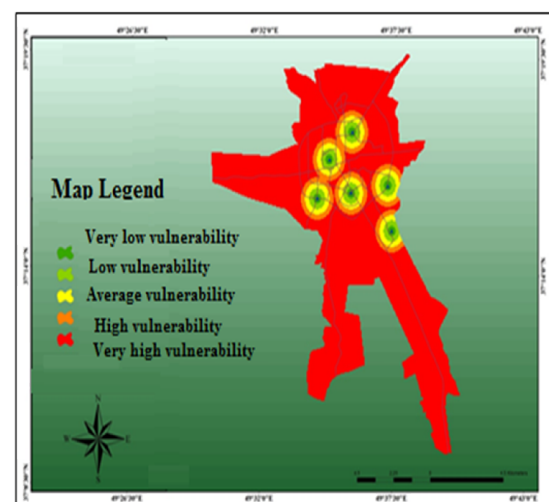 49°26'30"E 49°32'0"E 49°37'30"E 49°43'0"E
Map Legend
Very low vulnerability
Low vulnerability
Average vulnerability
High vulnerability
Very high vulnerability
N
W E
S
49°26'30"E 49°32'0"E 49°37'30"E 49°43'0"E